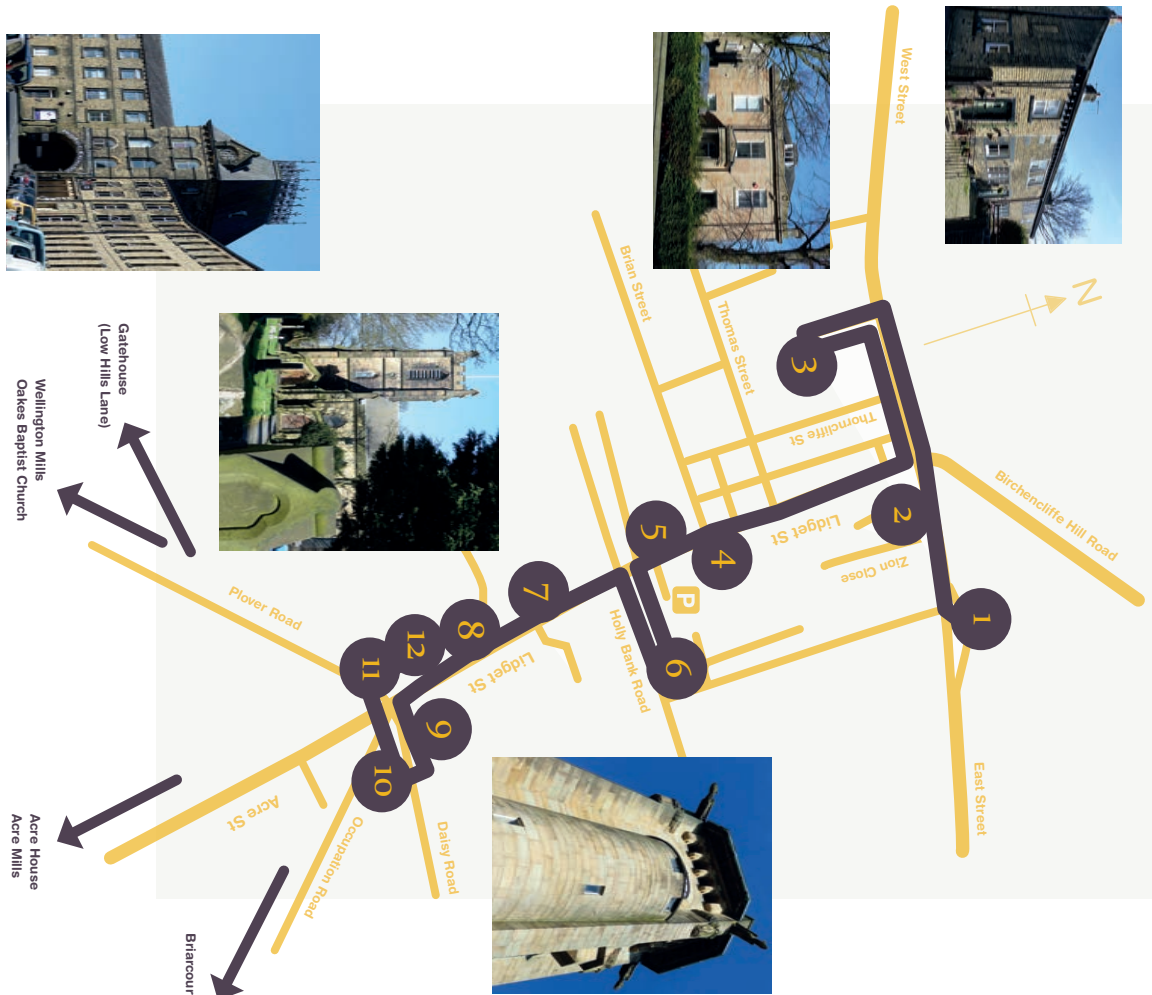 West Street
N
Brian Street
Thomas Street
3
Thorncliffe St
Birchencliffe Hill Road
Gatehouse
(Low Hills Lane)
Wellington Mills
Oakes Baptist Church
2
Lidget St
Zion Close
5
4
P
1
7
Holly Bank Road
6
8
12
11
Plover Road
Lidget St
9
10
East Street
Acre St
Occupation Road
Daisy Road
Acre House
Acre Mills
Briarcour